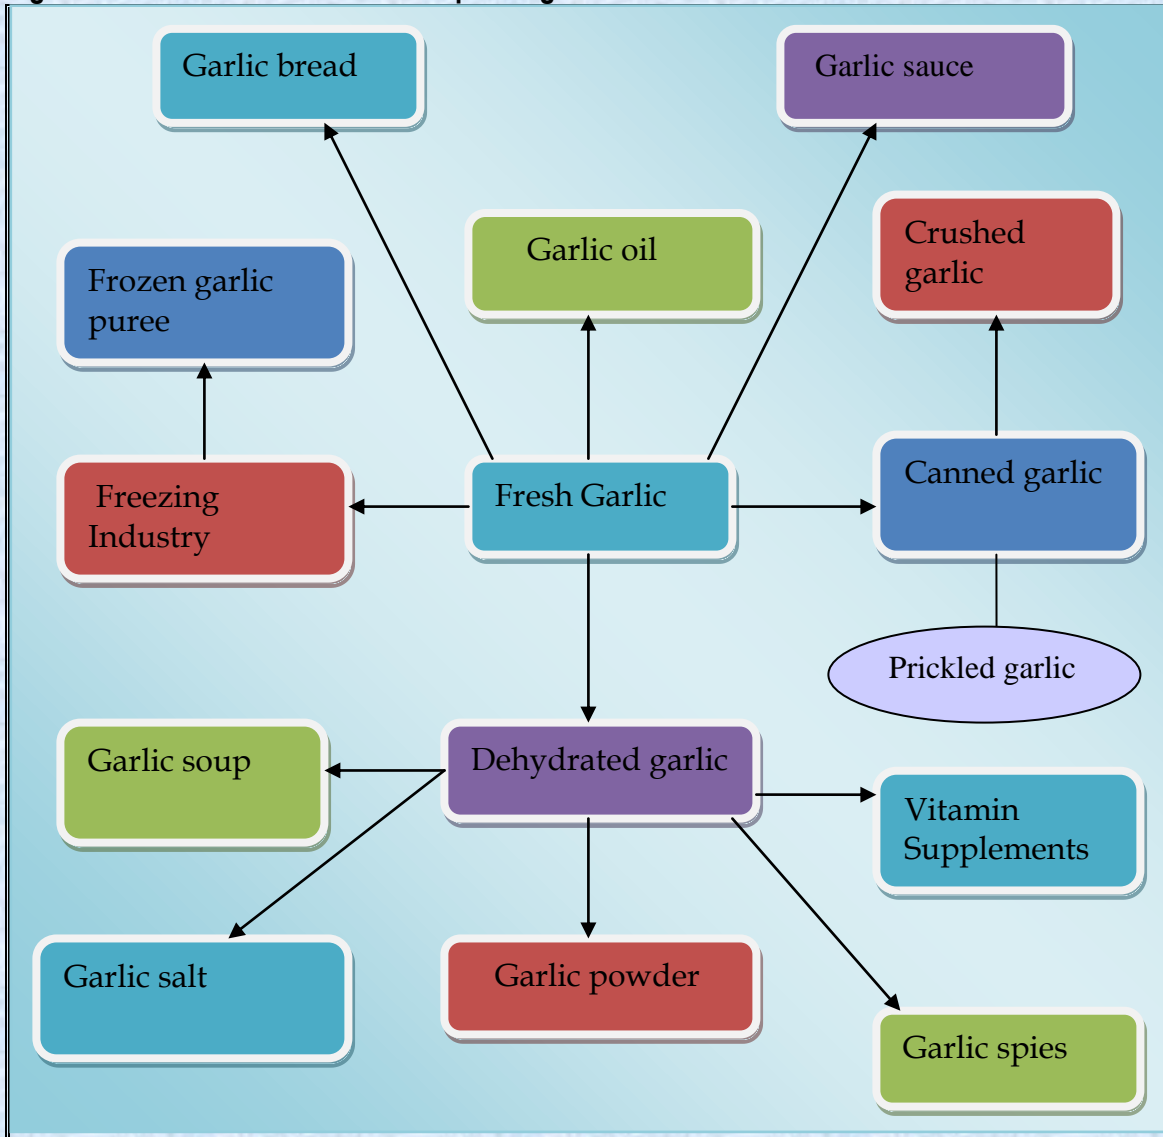 Garlic bread
Garlic sauce
Garlic oil
Crushed
garlic
Frozen garlic
puree
Freezing
Industry
Fresh Garlic
Canned garlic
Prickled garlic
Garlic soup
Dehydrated garlic
Vitamin
Supplements
Garlic salt
Garlic powder
Garlic spies